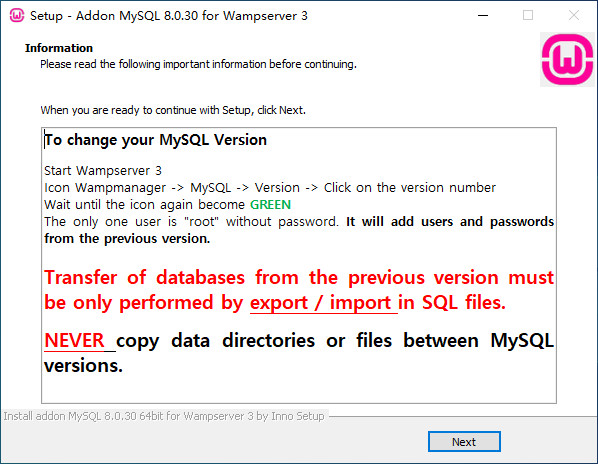 Setup - Addon MySQL 8.0.30 for Wampserver 3
Information
Please read the following important information before continuing.
When you are ready to continue with Setup, click Next.
To change your MySQL Version
Start Wampserver 3
Icon Wampmanager -> MySQL -> Version -> Click on the version number
Wait until the icon again become GREEN
The only one user is "root" without password. It will add users and passwords
from the previous version.
Transfer of databases from the previous version must
be only performed by export / import in SQL files.
NEVER copy data directories or files between MySQL
versions.
Install addon MySQL 8.0.30 64bit for Wampserver 3 by Inno Setup
Next